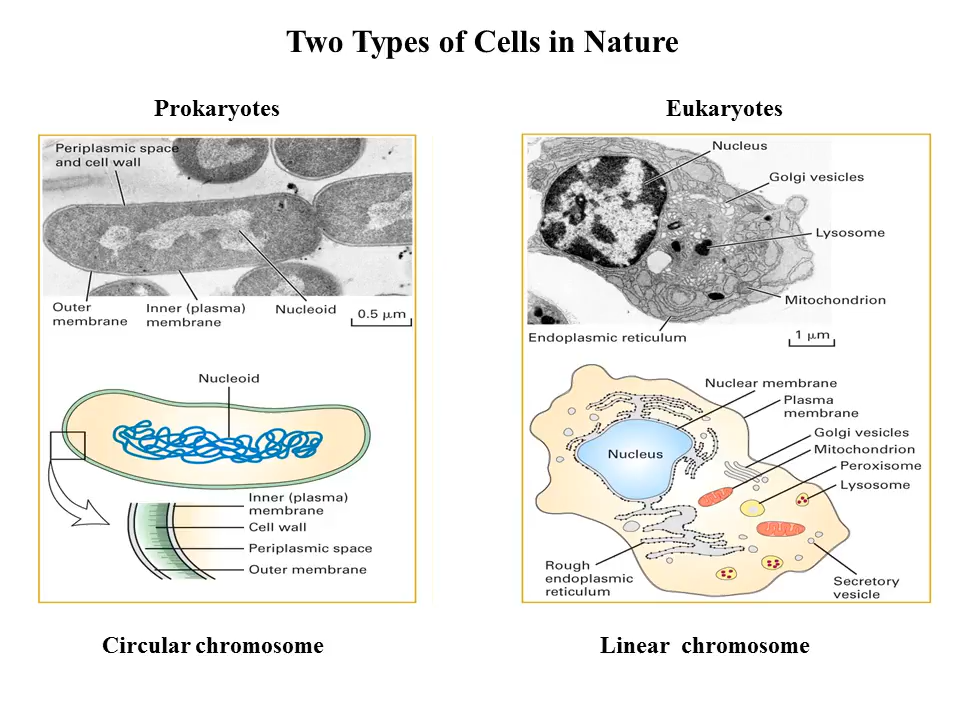 Two Types of Cells in Nature
Prokaryotes
Periplasmic space
and cell wall
Outer
membrane
Inner (plasma)
membrane
Nucleoid
0.5 µm
Nucleoid
Inner (plasma)
membrane
Cell wall
Periplasmic space
Outer membrane
Circular chromosome
Eukaryotes
Nucleus
Golgi vesicles
Lysosome
Mitochondrion
Endoplasmic reticulum
1 µm
Nuclear membrane
Plasma
membrane
Golgi vesicles
Mitochondrion
Peroxisome
Lysosome
Nucleus
Rough
endoplasmic
reticulum
Secretory
vesicle
Linear chromosome